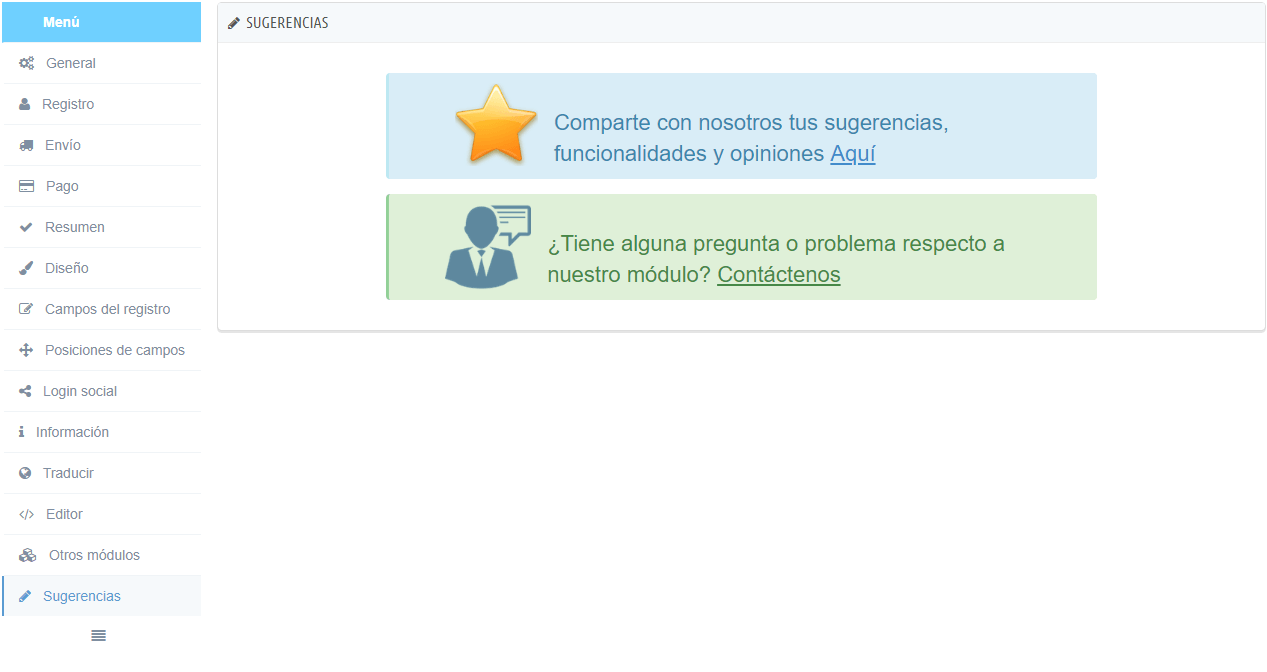 Menú
General
Registro
Envío
Pago
Resumen
Diseño
Campos del registro
Posiciones de campos
Login social
Información
Traducir
Editor
Otros módulos
Sugerencias
SUGERENCIAS
Comparte con nosotros tus sugerencias,
funcionalidades y opiniones Aquí
¿Tiene alguna pregunta o problema respecto a
nuestro módulo? Contáctenos